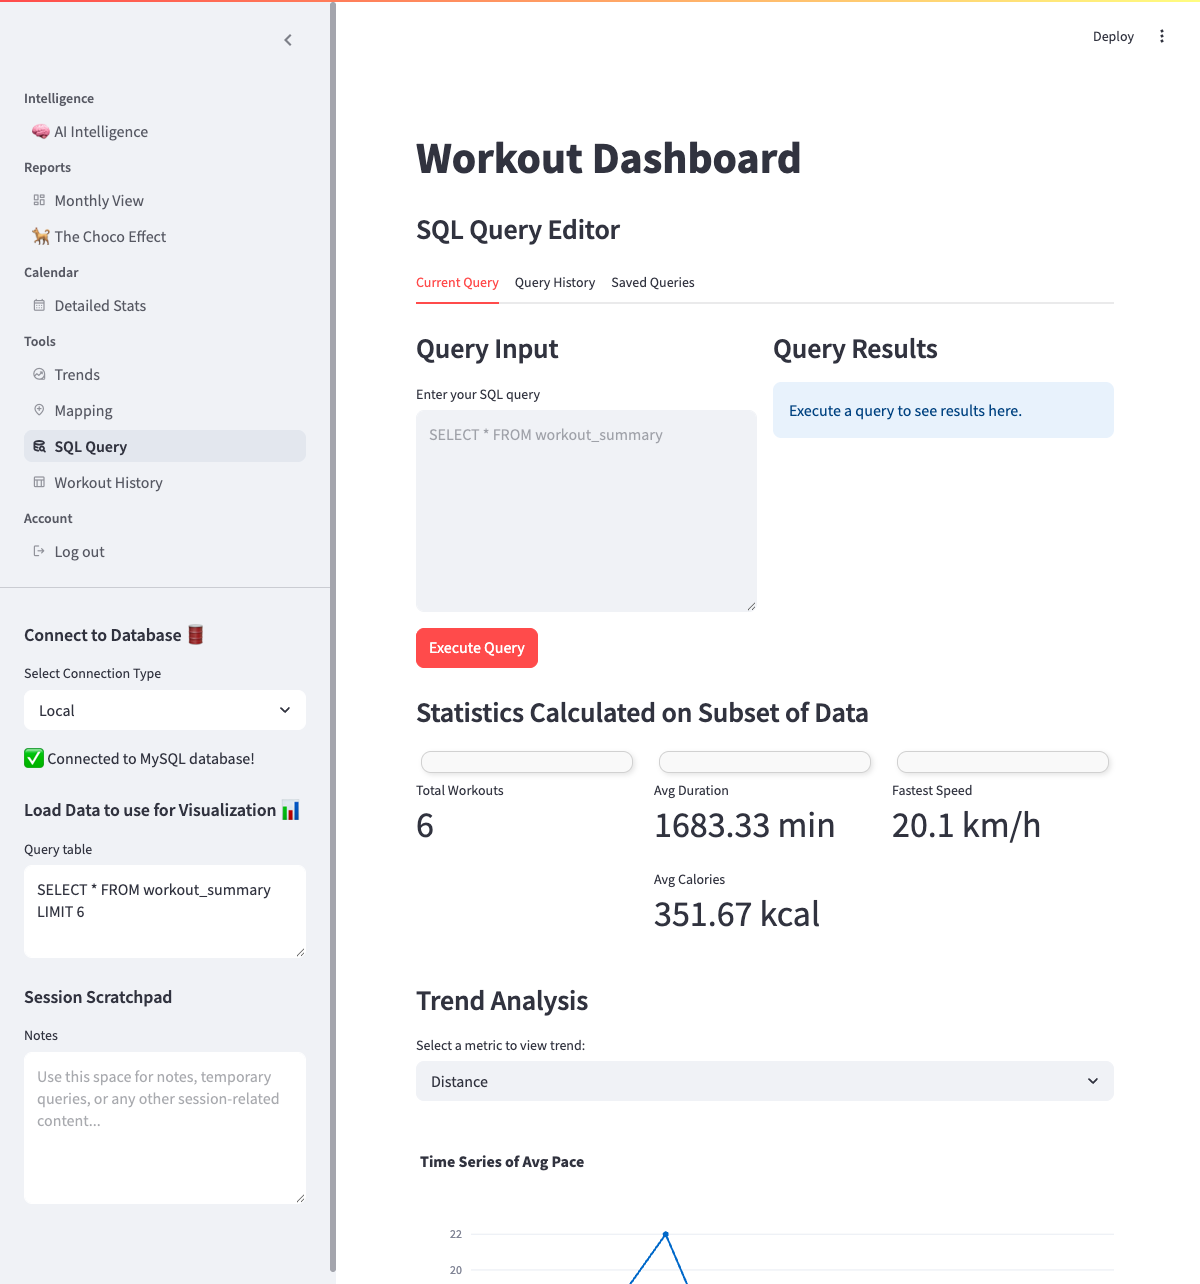 Deploy
Intelligence
AI Intelligence
Reports
Monthly View
The Choco Effect
Calendar
Detailed Stats
Tools
Trends
Mapping
SQL Query
Workout History
Account
Log out
Connect to Database
Select Connection Type
Local
Connected to MySQL database!
Load Data to use for Visualization
Query table
SELECT * FROM workout_summary
LIMIT 6
Session Scratchpad
Notes
Use this space for notes, temporary
queries, or any other session-related
content...
Workout Dashboard
SQL Query Editor
Current Query Query History Saved Queries
Query Input
Enter your SQL query
SELECT * FROM workout_summary
Execute Query
Query Results
Execute a query to see results here.
Statistics Calculated on Subset of Data
Total Workouts
6
Avg Duration
1683.33 min
Fastest Speed
20.1 km/h
Avg Calories
351.67 kcal
Trend Analysis
Select a metric to view trend:
Distance
Time Series of Avg Pace
22
20